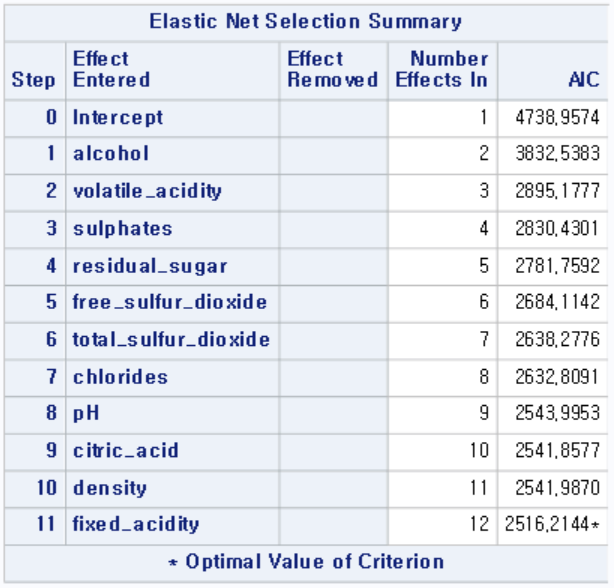 Elastic Net Selection Summary
Step Effect Entered Effect Removed Number Effects In AIC
0 Intercept 1 4738,9574
1 alcohol 2 3832,5383
2 volatile_acidity 3 2895,1777
3 sulphates 4 2830,4301
4 residual_sugar 5 2781,7592
5 free_sulfur_dioxide 6 2684,1142
6 total_sulfur_dioxide 7 2638,2776
7 chlorides 8 2632,8091
8 pH 9 2543,9953
9 citric_acid 10 2541,8577
10 density 11 2541,9870
11 fixed_acidity 12 2516,2144*
* Optimal Value of Criterion